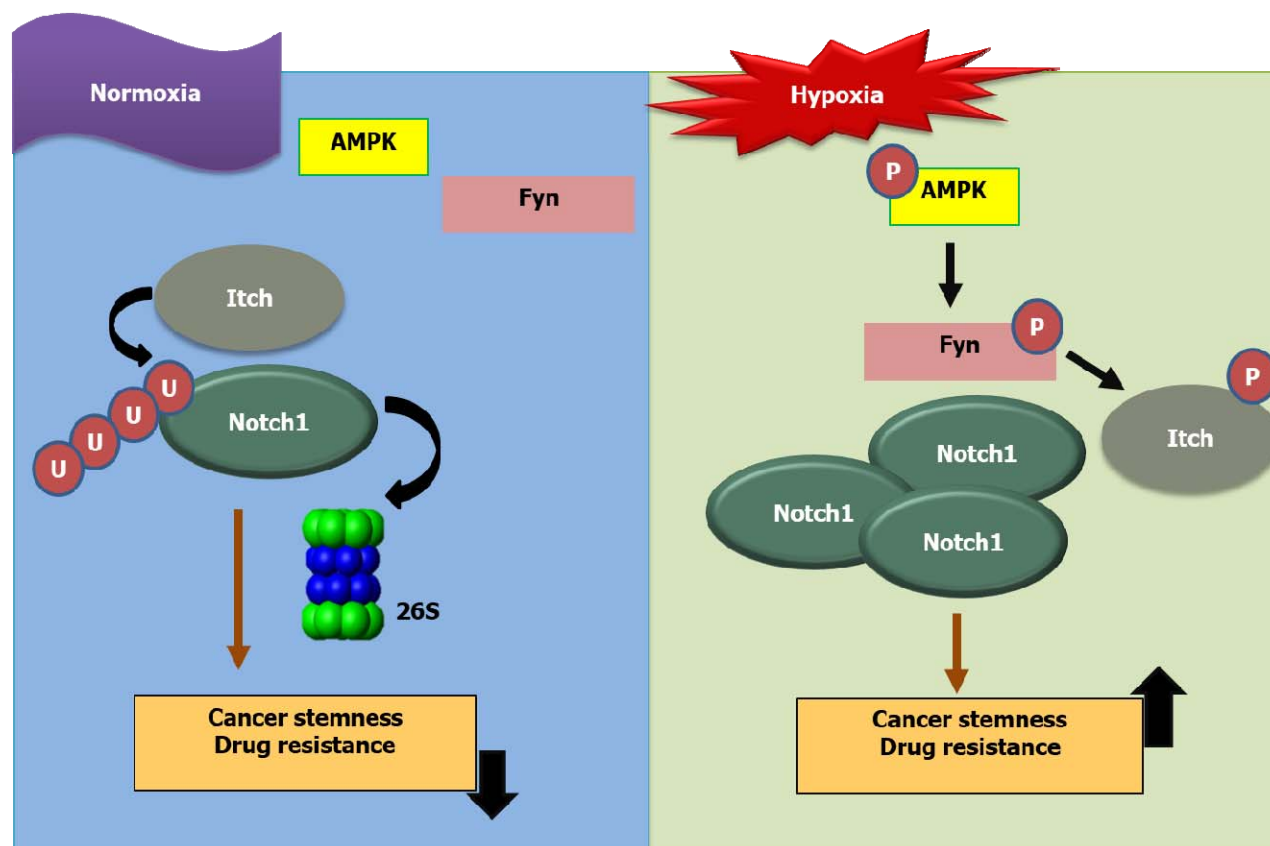 Normoxia
AMPK
Fyn
Itch
U
U
U
U
Notch1
26S
Cancer stemness
Drug resistance
Hypoxia
P
AMPK
P
Fyn
P
Itch
Notch1
Notch1
Notch1
Cancer stemness
Drug resistance